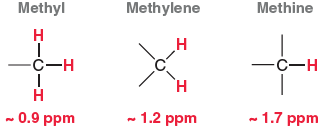 Methyl Methylene Methine
H
H
C H C C H
H
H
~ 0.9 ppm ~ 1.2 ppm ~ 1.7 ppm